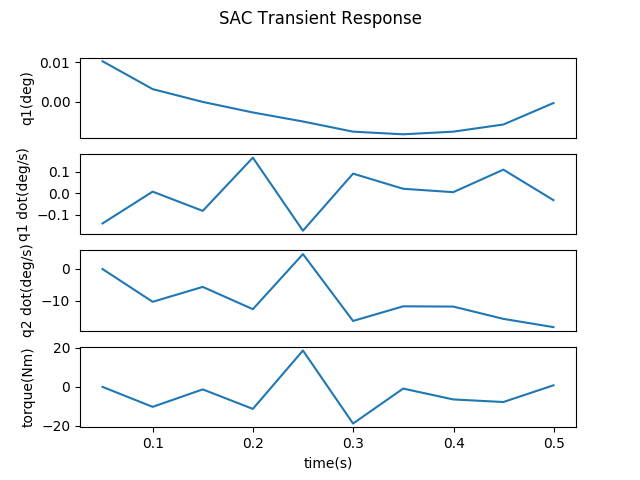 SAC Transient Response
q1(deg)
0.01
0.00
q1 dot(deg/s)
0.1
0.0
−0.1
q2 dot(deg/s)
0
−10
torque(Nm)
20
0
−20
0.1 0.2 0.3 0.4 0.5
time(s)